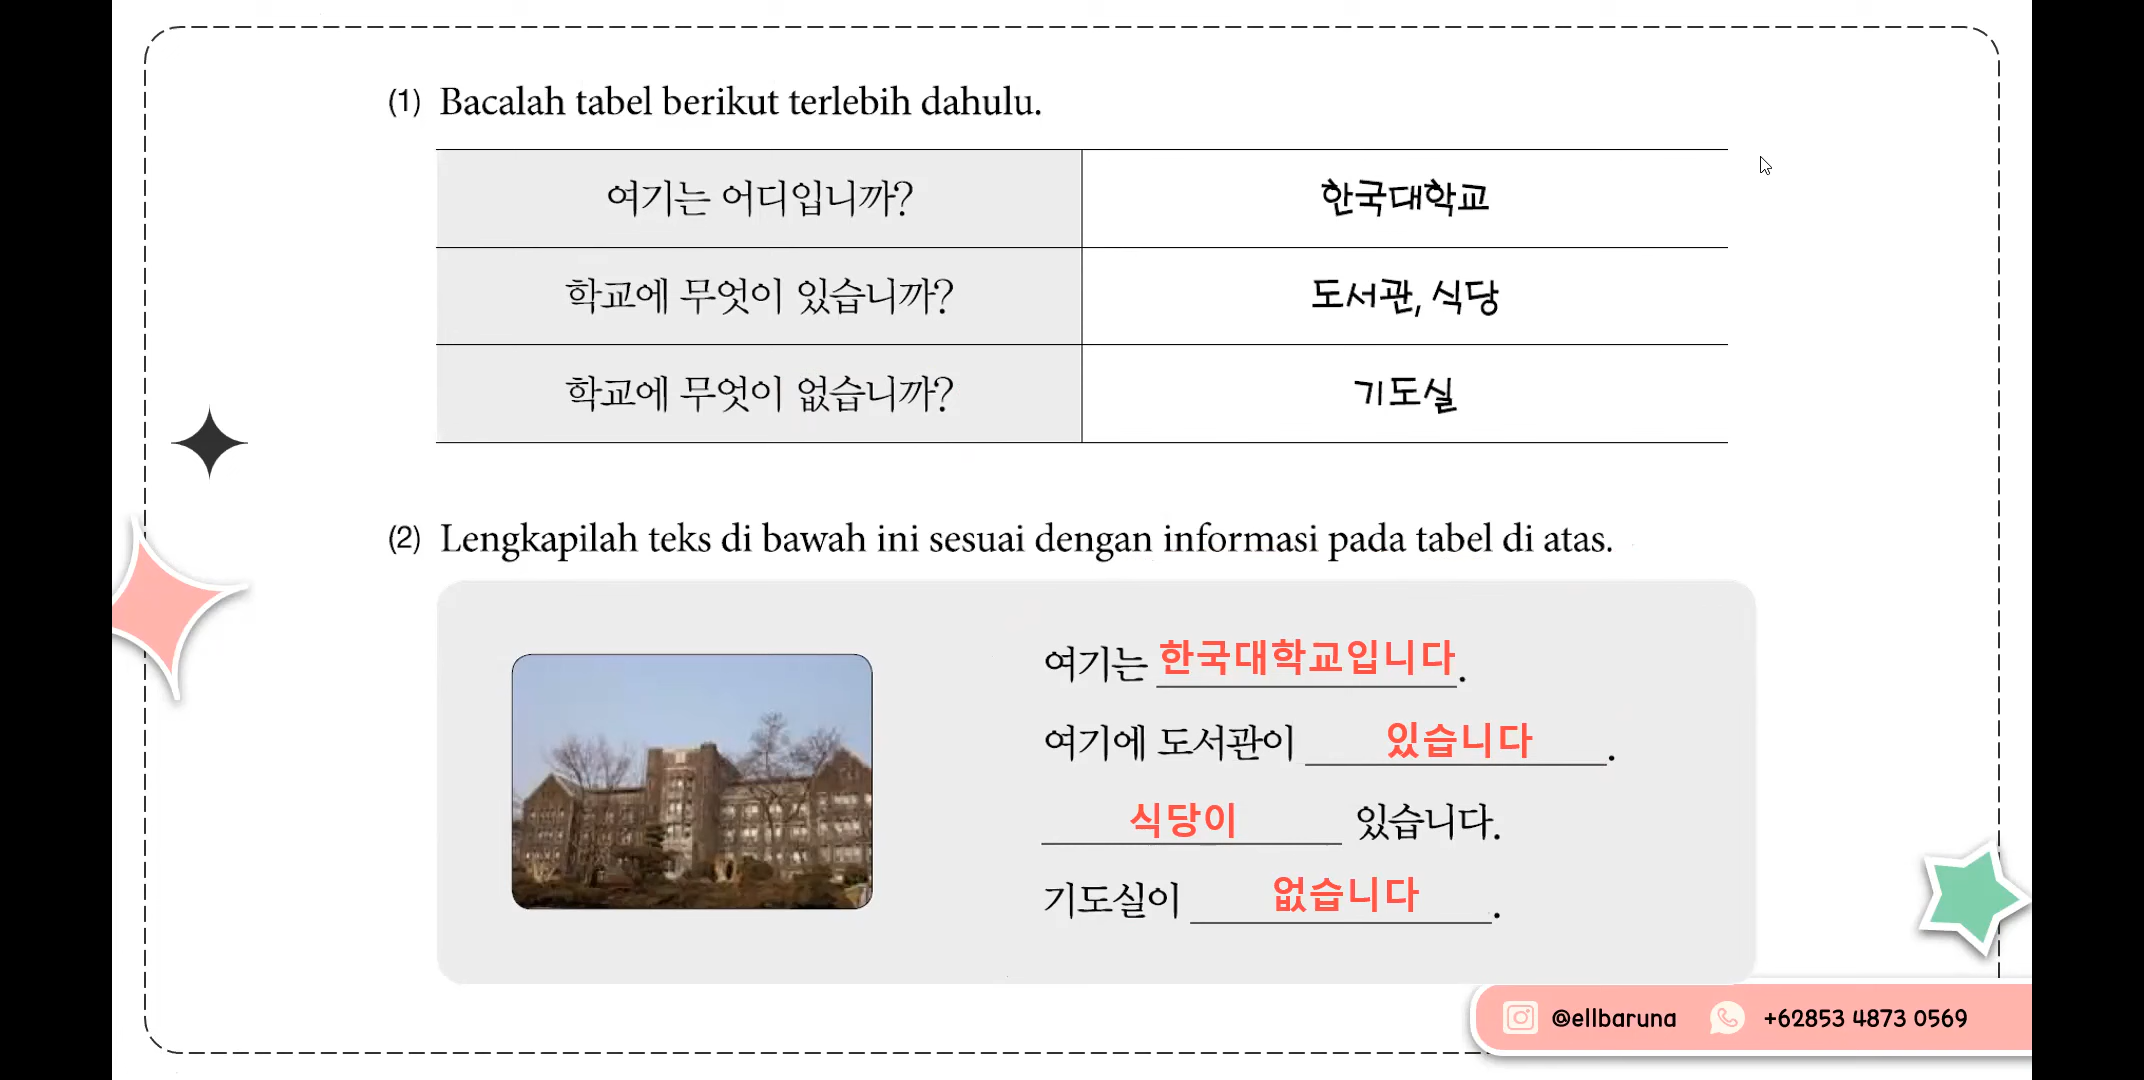 (1) Bacalah tabel berikut terlebih dahulu.
여기는 어디입니까? 한국대학교
학교에 무엇이 있습니까? 도서관, 식당
학교에 무엇이 없습니까? 기도실
(2) Lengkapilah teks di bawah ini sesuai dengan informasi pada tabel di atas.
여기는 한국대학교입니다.
여기에 도서관이 있습니다.
식당이 있습니다.
기도실이 없습니다.
@ellbaruna +62853 4873 0569